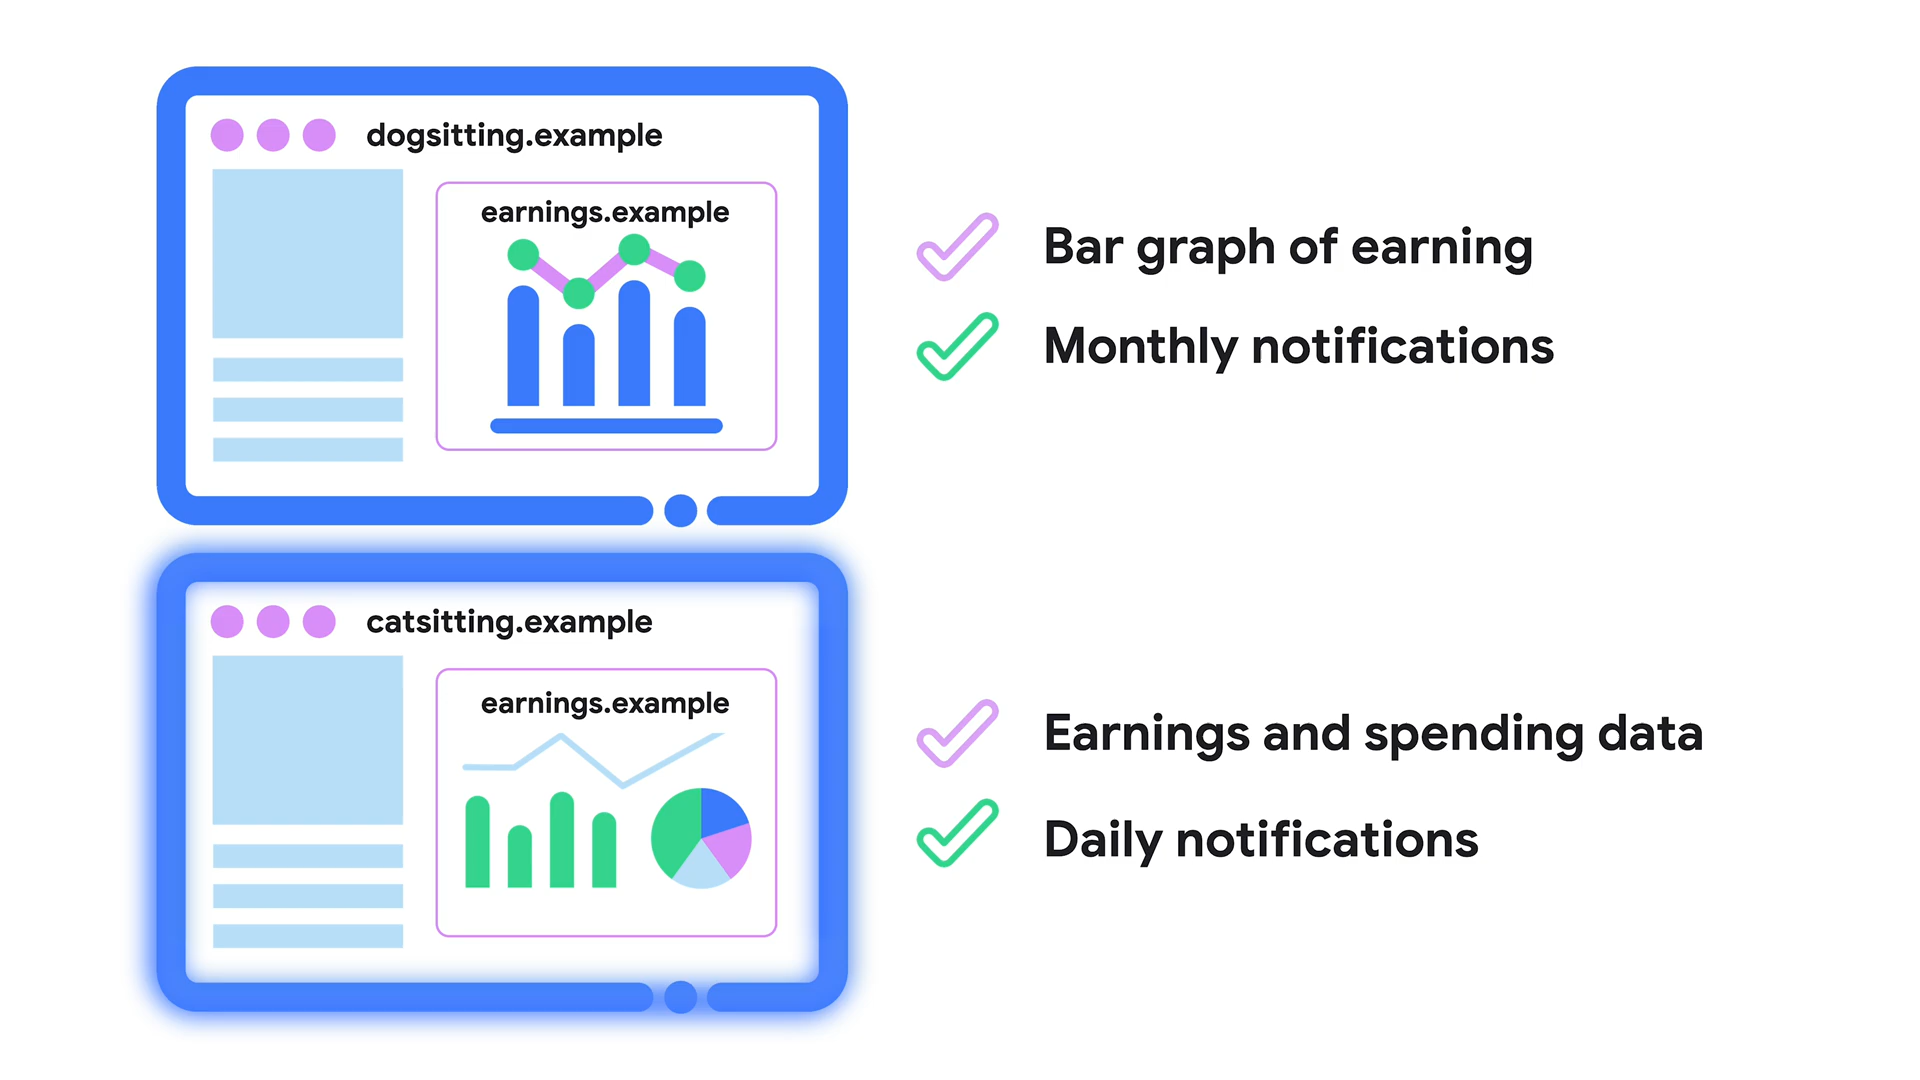 dogsitting.example
earnings.example
Bar graph of earning
Monthly notifications
catsitting.example
earnings.example
Earnings and spending data
Daily notifications